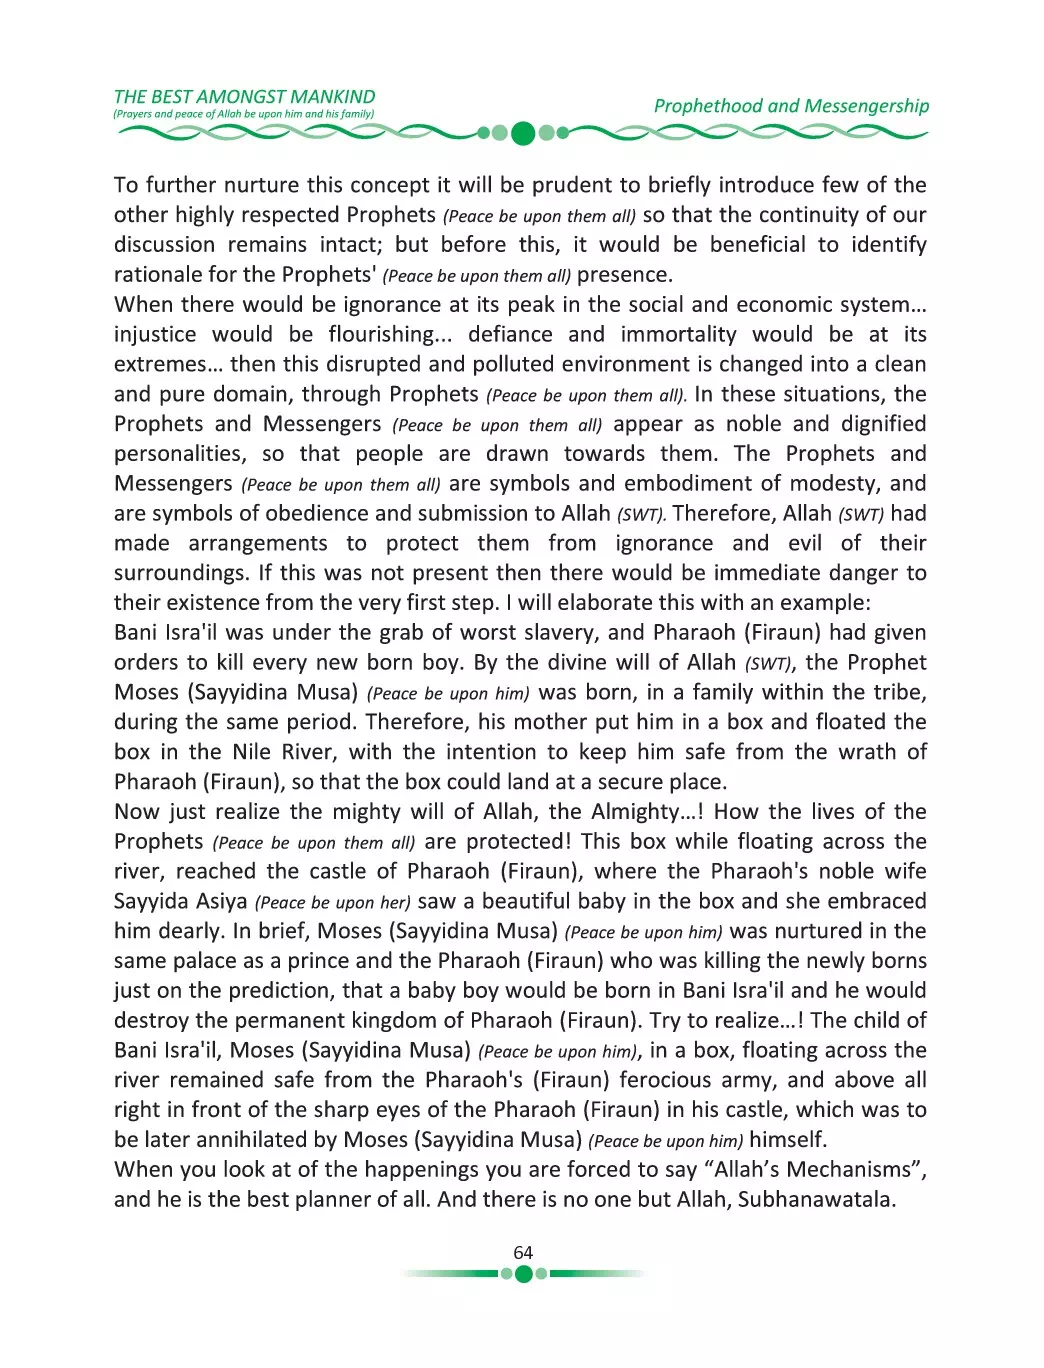 THE BEST AMONGST MANKIND
(Prayers and peace of Allah be upon him and his family)
Prophethood and Messengership
To further nurture this concept it will be prudent to briefly introduce few of the
other highly respected Prophets (Peace be upon them all) so that the continuity of our
discussion remains intact; but before this, it would be beneficial to identify
rationale for the Prophets' (Peace be upon them all) presence.
When there would be ignorance at its peak in the social and economic system…
injustice would be flourishing... defiance and immortality would be at its
extremes… then this disrupted and polluted environment is changed into a clean
and pure domain, through Prophets (Peace be upon them all). In these situations, the
Prophets and Messengers (Peace be upon them all) appear as noble and dignified
personalities, so that people are drawn towards them. The Prophets and
Messengers (Peace be upon them all) are symbols and embodiment of modesty, and
are symbols of obedience and submission to Allah (SWT). Therefore, Allah (SWT) had
made arrangements to protect them from ignorance and evil of their
surroundings. If this was not present then there would be immediate danger to
their existence from the very first step. I will elaborate this with an example:
Bani Isra'il was under the grab of worst slavery, and Pharaoh (Firaun) had given
orders to kill every new born boy. By the divine will of Allah (SWT), the Prophet
Moses (Sayyidina Musa) (Peace be upon him) was born, in a family within the tribe,
during the same period. Therefore, his mother put him in a box and floated the
box in the Nile River, with the intention to keep him safe from the wrath of
Pharaoh (Firaun), so that the box could land at a secure place.
Now just realize the mighty will of Allah, the Almighty…! How the lives of the
Prophets (Peace be upon them all) are protected! This box while floating across the
river, reached the castle of Pharaoh (Firaun), where the Pharaoh's noble wife
Sayyida Asiya (Peace be upon her) saw a beautiful baby in the box and she embraced
him dearly. In brief, Moses (Sayyidina Musa) (Peace be upon him) was nurtured in the
same palace as a prince and the Pharaoh (Firaun) who was killing the newly borns
just on the prediction, that a baby boy would be born in Bani Isra'il and he would
destroy the permanent kingdom of Pharaoh (Firaun). Try to realize…! The child of
Bani Isra'il, Moses (Sayyidina Musa) (Peace be upon him), in a box, floating across the
river remained safe from the Pharaoh's (Firaun) ferocious army, and above all
right in front of the sharp eyes of the Pharaoh (Firaun) in his castle, which was to
be later annihilated by Moses (Sayyidina Musa) (Peace be upon him) himself.
When you look at of the happenings you are forced to say “Allah’s Mechanisms”,
and he is the best planner of all. And there is no one but Allah, Subhanawatala.
64